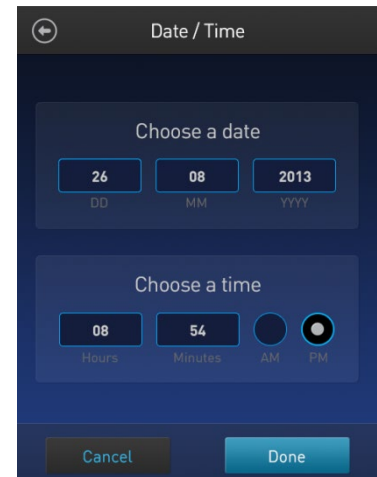 Date / Time
Choose a date
26 08 2013
DD MM YYYY
Choose a time
08 54
Hours Minutes AM PM
Cancel Done